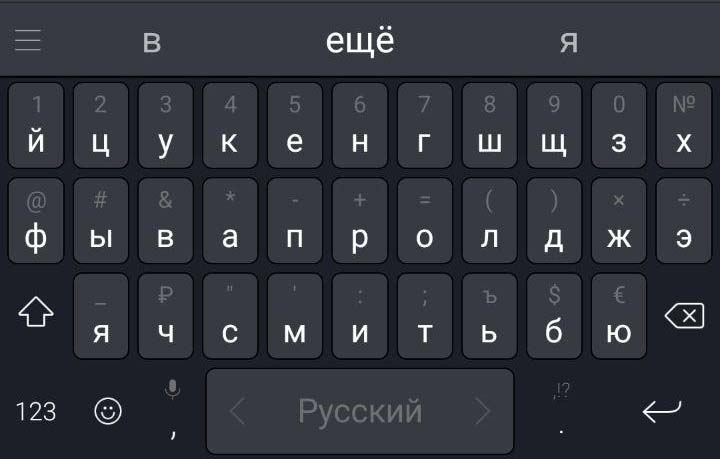 в ещё я
1 2 3 4 5 6 7 8 9 0 №
й ц у к е н г ш щ з х
@ # & * - + = ( ) × ÷
ф ы в а п р о л д ж э
_ ₽ " ' : ; ъ $ €
я ч с м и т ь б ю
,!?
123 , Русский .